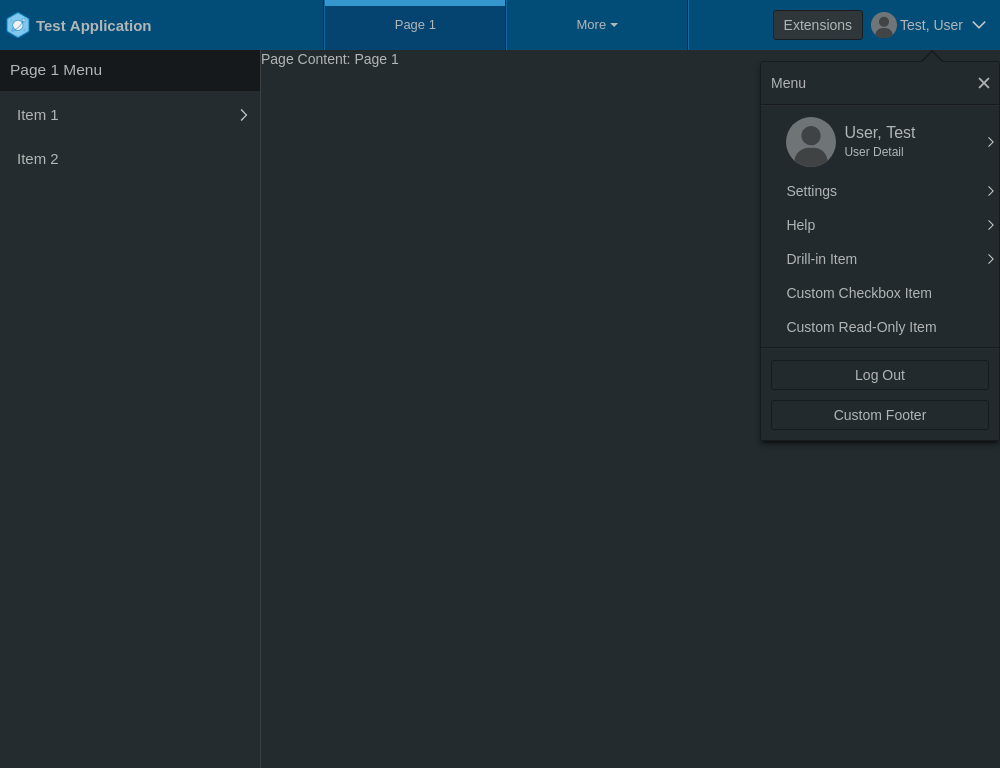 Test Application
Page 1
More
Extensions
Test, User
Page 1 Menu
Item 1
Item 2
Page Content: Page 1
Menu
User, Test
User Detail
Settings
Help
Drill-in Item
Custom Checkbox Item
Custom Read-Only Item
Log Out
Custom Footer